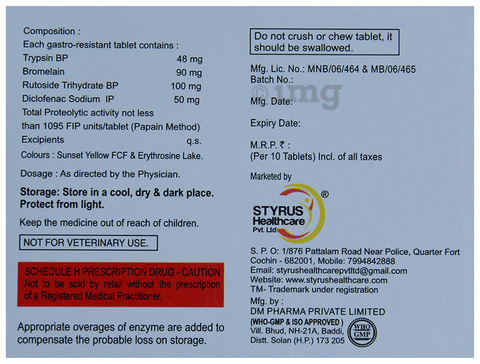 Composition :
Each gastro-resistant tablet contains :
Trypsin BP 48 mg
Bromelain 90 mg
Rutoside Trihydrate BP 100 mg
Diclofenac Sodium IP 50 mg
Total Proteolytic activity not less
than 1095 FIP units/tablet (Papain Method)
Excipients q.s.
Colours : Sunset Yellow FCF & Erythrosine Lake.
Dosage : As directed by the Physician.
Storage: Store in a cool, dry & dark place.
Protect from light.
Keep the medicine out of reach of children.
NOT FOR VETERINARY USE.
SCHEDULE H PRESCRIPTION DRUG - CAUTION
Not to be sold by retail without the prescription
of a Registered Medical Practitioner.
Appropriate overages of enzyme are added to
compensate the probable loss on storage.
Do not crush or chew tablet, it
should be swallowed.
Mfg. Lic. No.: MNB/06/464 & MB/06/465
Batch No.:
img
Mfg. Date:
Expiry Date:
M.R.P. ₹ :
(Per 10 Tablets) Incl. of all taxes
Marketed by
®
STYRUS
Healthcare
Pvt. Ltd.
S. P. O: 1/876 Pattalam Road Near Police, Quarter Fort
Cochin - 682001, Mobile: 7994842888
Email: styrushealthcarepvtltd@gmail.com
Website: www.styrushealthcare.com
TM- Trademark under registration
Mfg. by :
DM PHARMA PRIVATE LIMITED
(WHO-GMP & ISO APPROVED )
Vill. Bhud, NH-21A, Baddi,
Distt. Solan (H.P.) 173 205
WHO
GMP